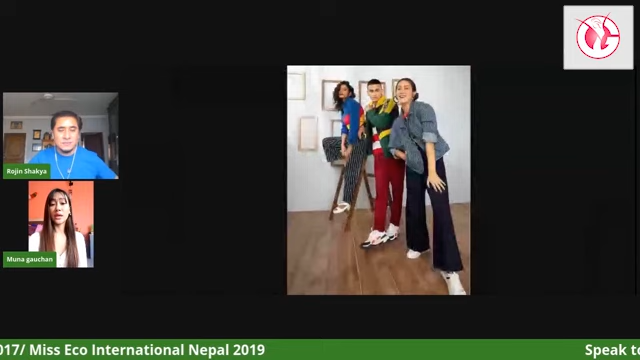 Rojin Shakya
Muna gauchan
017/ Miss Eco International Nepal 2019
Speak to